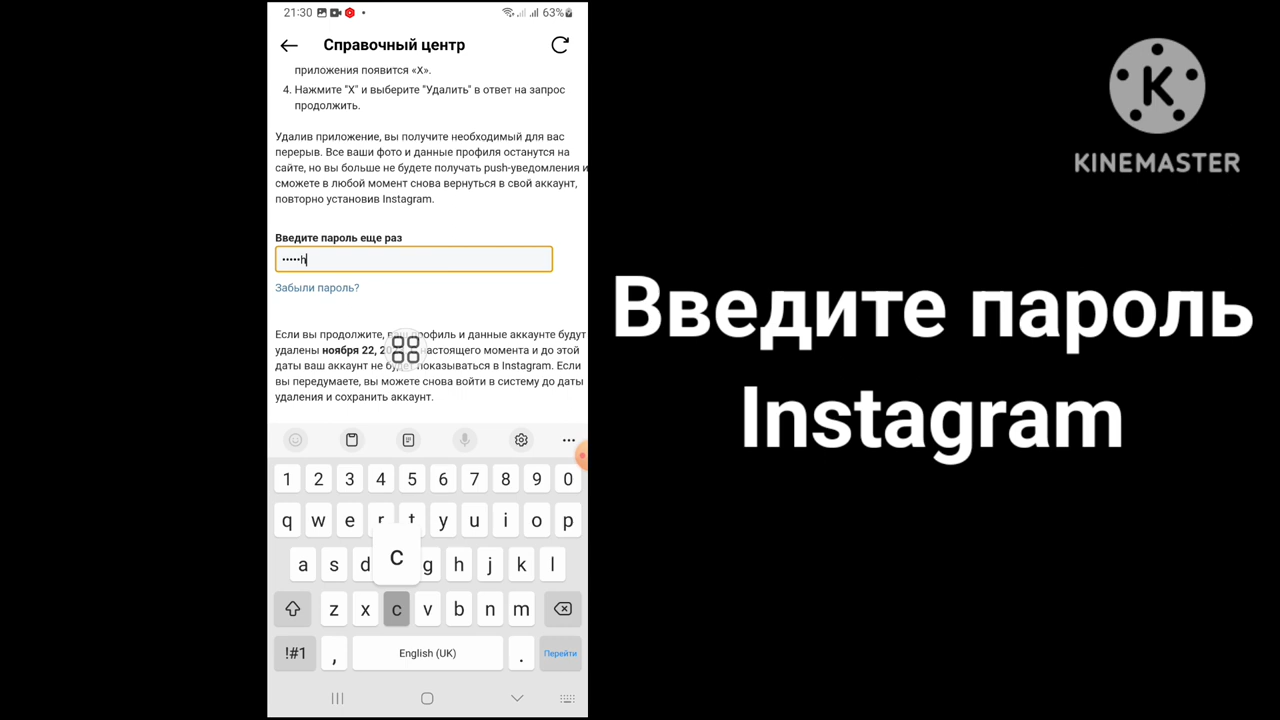 21:30
63%
Справочный центр
приложения появится «X».
4. Нажмите "X" и выберите "Удалить" в ответ на запрос
продолжить.
Удалив приложение, вы получите необходимый для вас
перерыв. Все ваши фото и данные профиля останутся на
сайте, но вы больше не будете получать push-уведомления и
сможете в любой момент снова вернуться в свой аккаунт,
повторно установив Instagram.
Введите пароль еще раз
•••••h
Забыли пароль?
Если вы продолжите, профиль и данные аккаунте будут
удалены ноября 22, настоящего момента и до этой
даты ваш аккаунт не будет показываться в Instagram. Если
вы передумаете, вы можете снова войти в систему до даты
удаления и сохранить аккаунт.
1 2 3 4 5 6 7 8 9 0
q w e r t y u i o p
c
a s d g h j k l
z x c v b n m
!#1 , English (UK) . Перейти
K
KINEMASTER
Введите пароль
Instagram